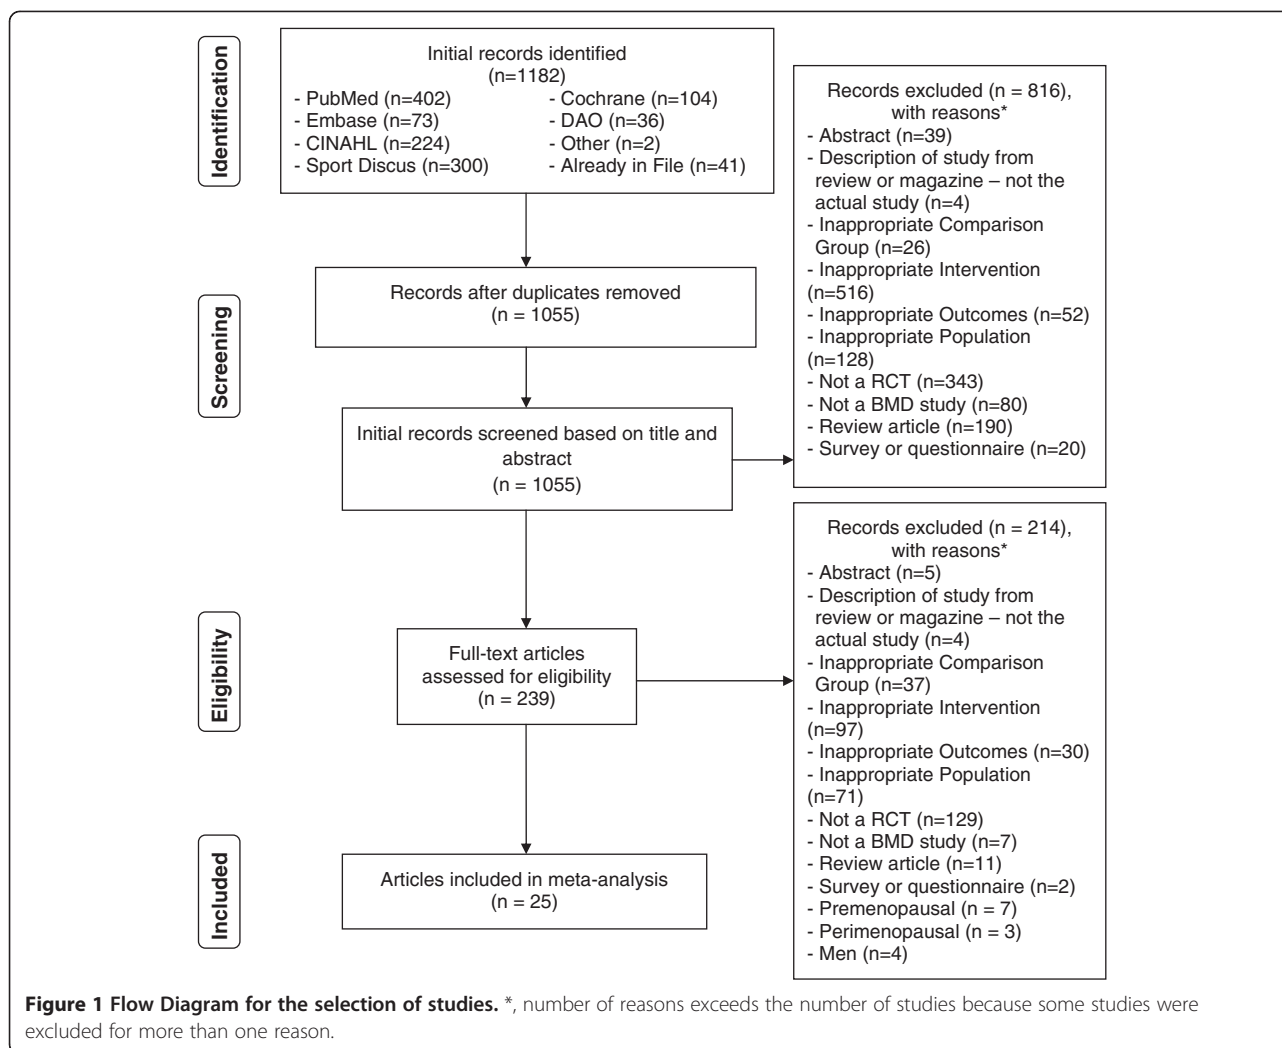 Identification
Initial records identified
(n=1182)
- PubMed (n=402)
- Embase (n=73)
- CINAHL (n=224)
- Sport Discus (n=300)
- Cochrane (n=104)
- DAO (n=36)
- Other (n=2)
- Already in File (n=41)
Records excluded (n = 816),
with reasons*
- Abstract (n=39)
- Description of study from
review or magazine – not the
actual study (n=4)
- Inappropriate Comparison
Group (n=26)
- Inappropriate Intervention
(n=516)
- Inappropriate Outcomes (n=52)
- Inappropriate Population
(n=128)
- Not a RCT (n=343)
- Not a BMD study (n=80)
- Review article (n=190)
- Survey or questionnaire (n=20)
Screening
Records after duplicates removed
(n = 1055)
Initial records screened based on title and
abstract
(n = 1055)
Eligibility
Full-text articles
assessed for eligibility
(n = 239)
Records excluded (n = 214),
with reasons*
- Abstract (n=5)
- Description of study from
review or magazine – not the
actual study (n=4)
- Inappropriate Comparison
Group (n=37)
- Inappropriate Intervention
(n=97)
- Inappropriate Outcomes (n=30)
- Inappropriate Population
(n=71)
- Not a RCT (n=129)
- Not a BMD study (n=7)
- Review article (n=11)
- Survey or questionnaire (n=2)
- Premenopausal (n = 7)
- Perimenopausal (n = 3)
- Men (n=4)
Included
Articles included in meta-analysis
(n = 25)
Figure 1 Flow Diagram for the selection of studies. *, number of reasons exceeds the number of studies because some studies were
excluded for more than one reason.